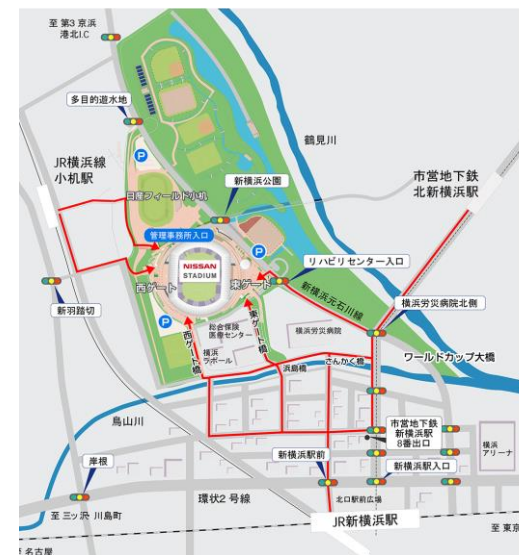 至 第3 京浜
港北I.C
多目的遊水地
鶴見川
JR横浜線
小机駅
市営地下鉄
北新横浜駅
新横浜公園
日産フィールド小机
管理事務所入口
リハビリセンター入口
NISSAN
STADIUM
西ゲート
東ゲート
新横浜元石川線
横浜労災病院北側
新羽踏切
総合保険
医療センター
横浜労災病院
東ゲート橋
西ゲート橋
横浜
ラポール
浜鳥橋
さんかく橋
ワールドカップ大橋
鳥山川
市営地下鉄
新横浜駅
8番出口
横浜
アリーナ
岸根
新横浜駅前
新横浜駅入口
環状2 号線
北口駅前広場
至 三ッ沢 川島町
JR新横浜駅
至 東京
至 名古屋
P
P
P